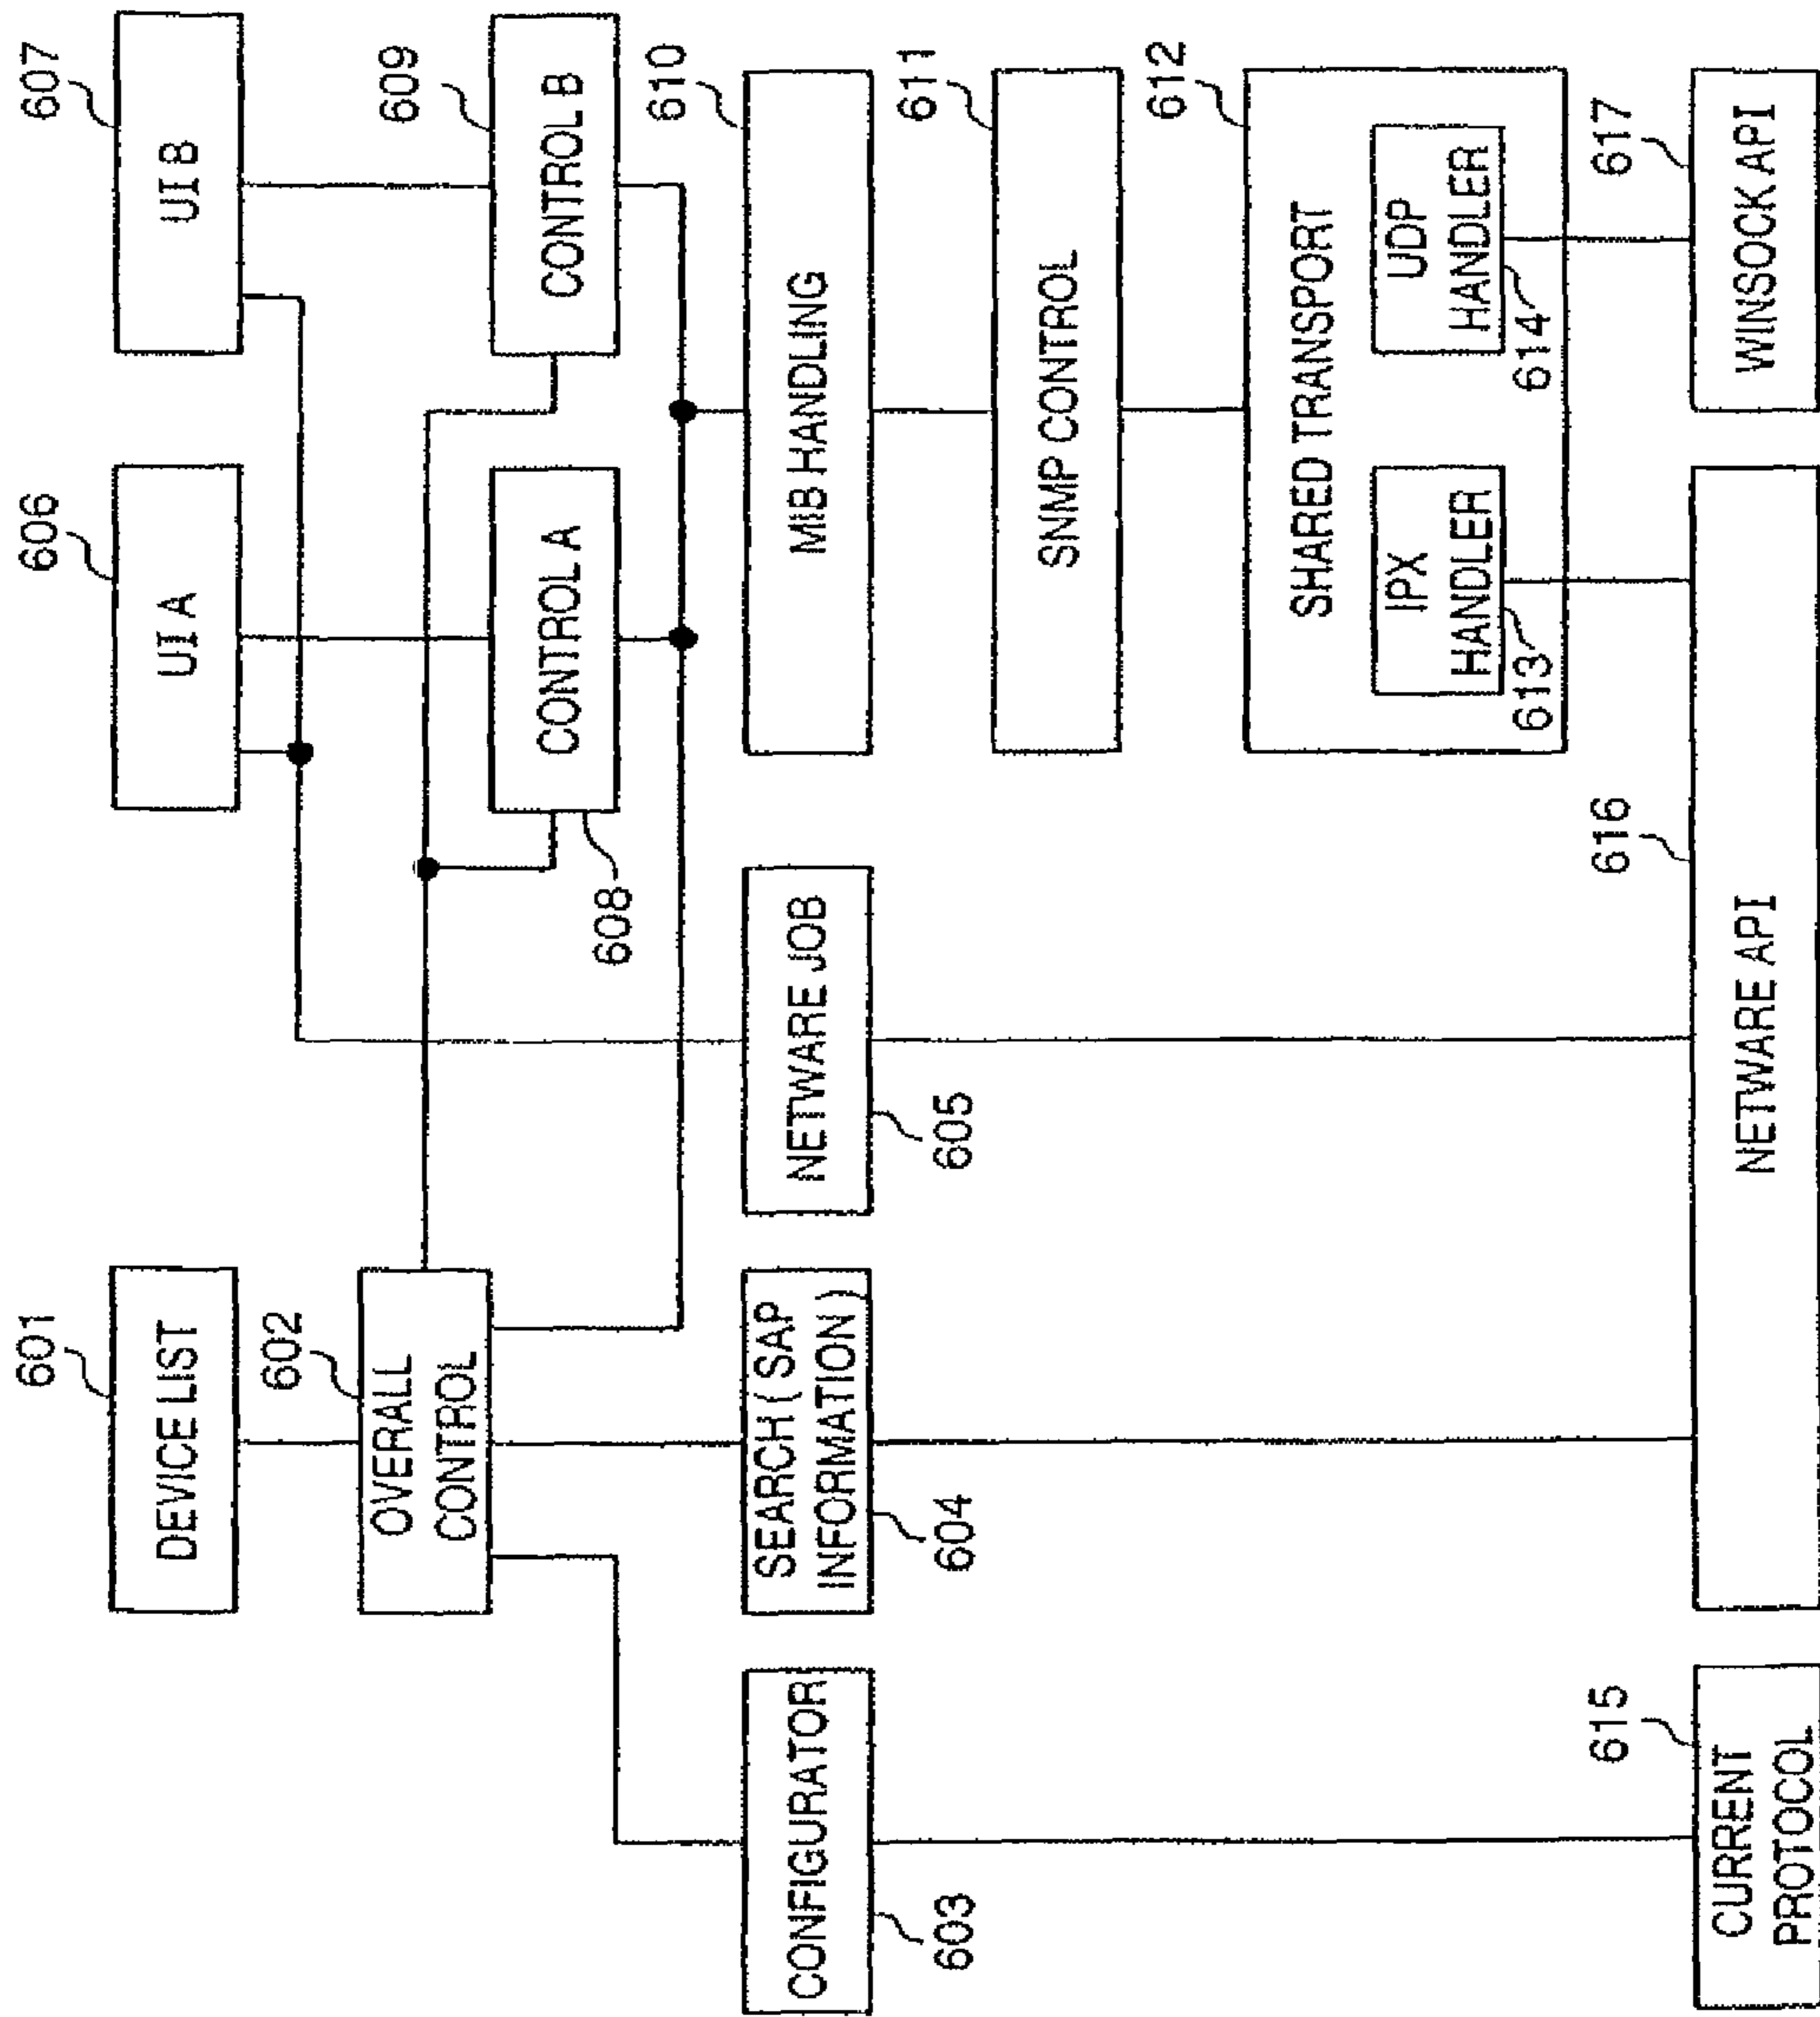 601
DEVICE LIST
606
UI A
607
UI B
602
OVERALL
CONTROL
608
CONTROL A
609
CONTROL B
603
CONFIGURATOR
604
SEARCH ( SAP
INFORMATION )
605
NETWARE JOB
610
MIB HANDLING
611
SNMP CONTROL
612
SHARED TRANSPORT
IPX
HANDLER
613
UDP
HANDLER
614
615
CURRENT
PROTOCOL
616
NETWARE API
617
WINSOCK API